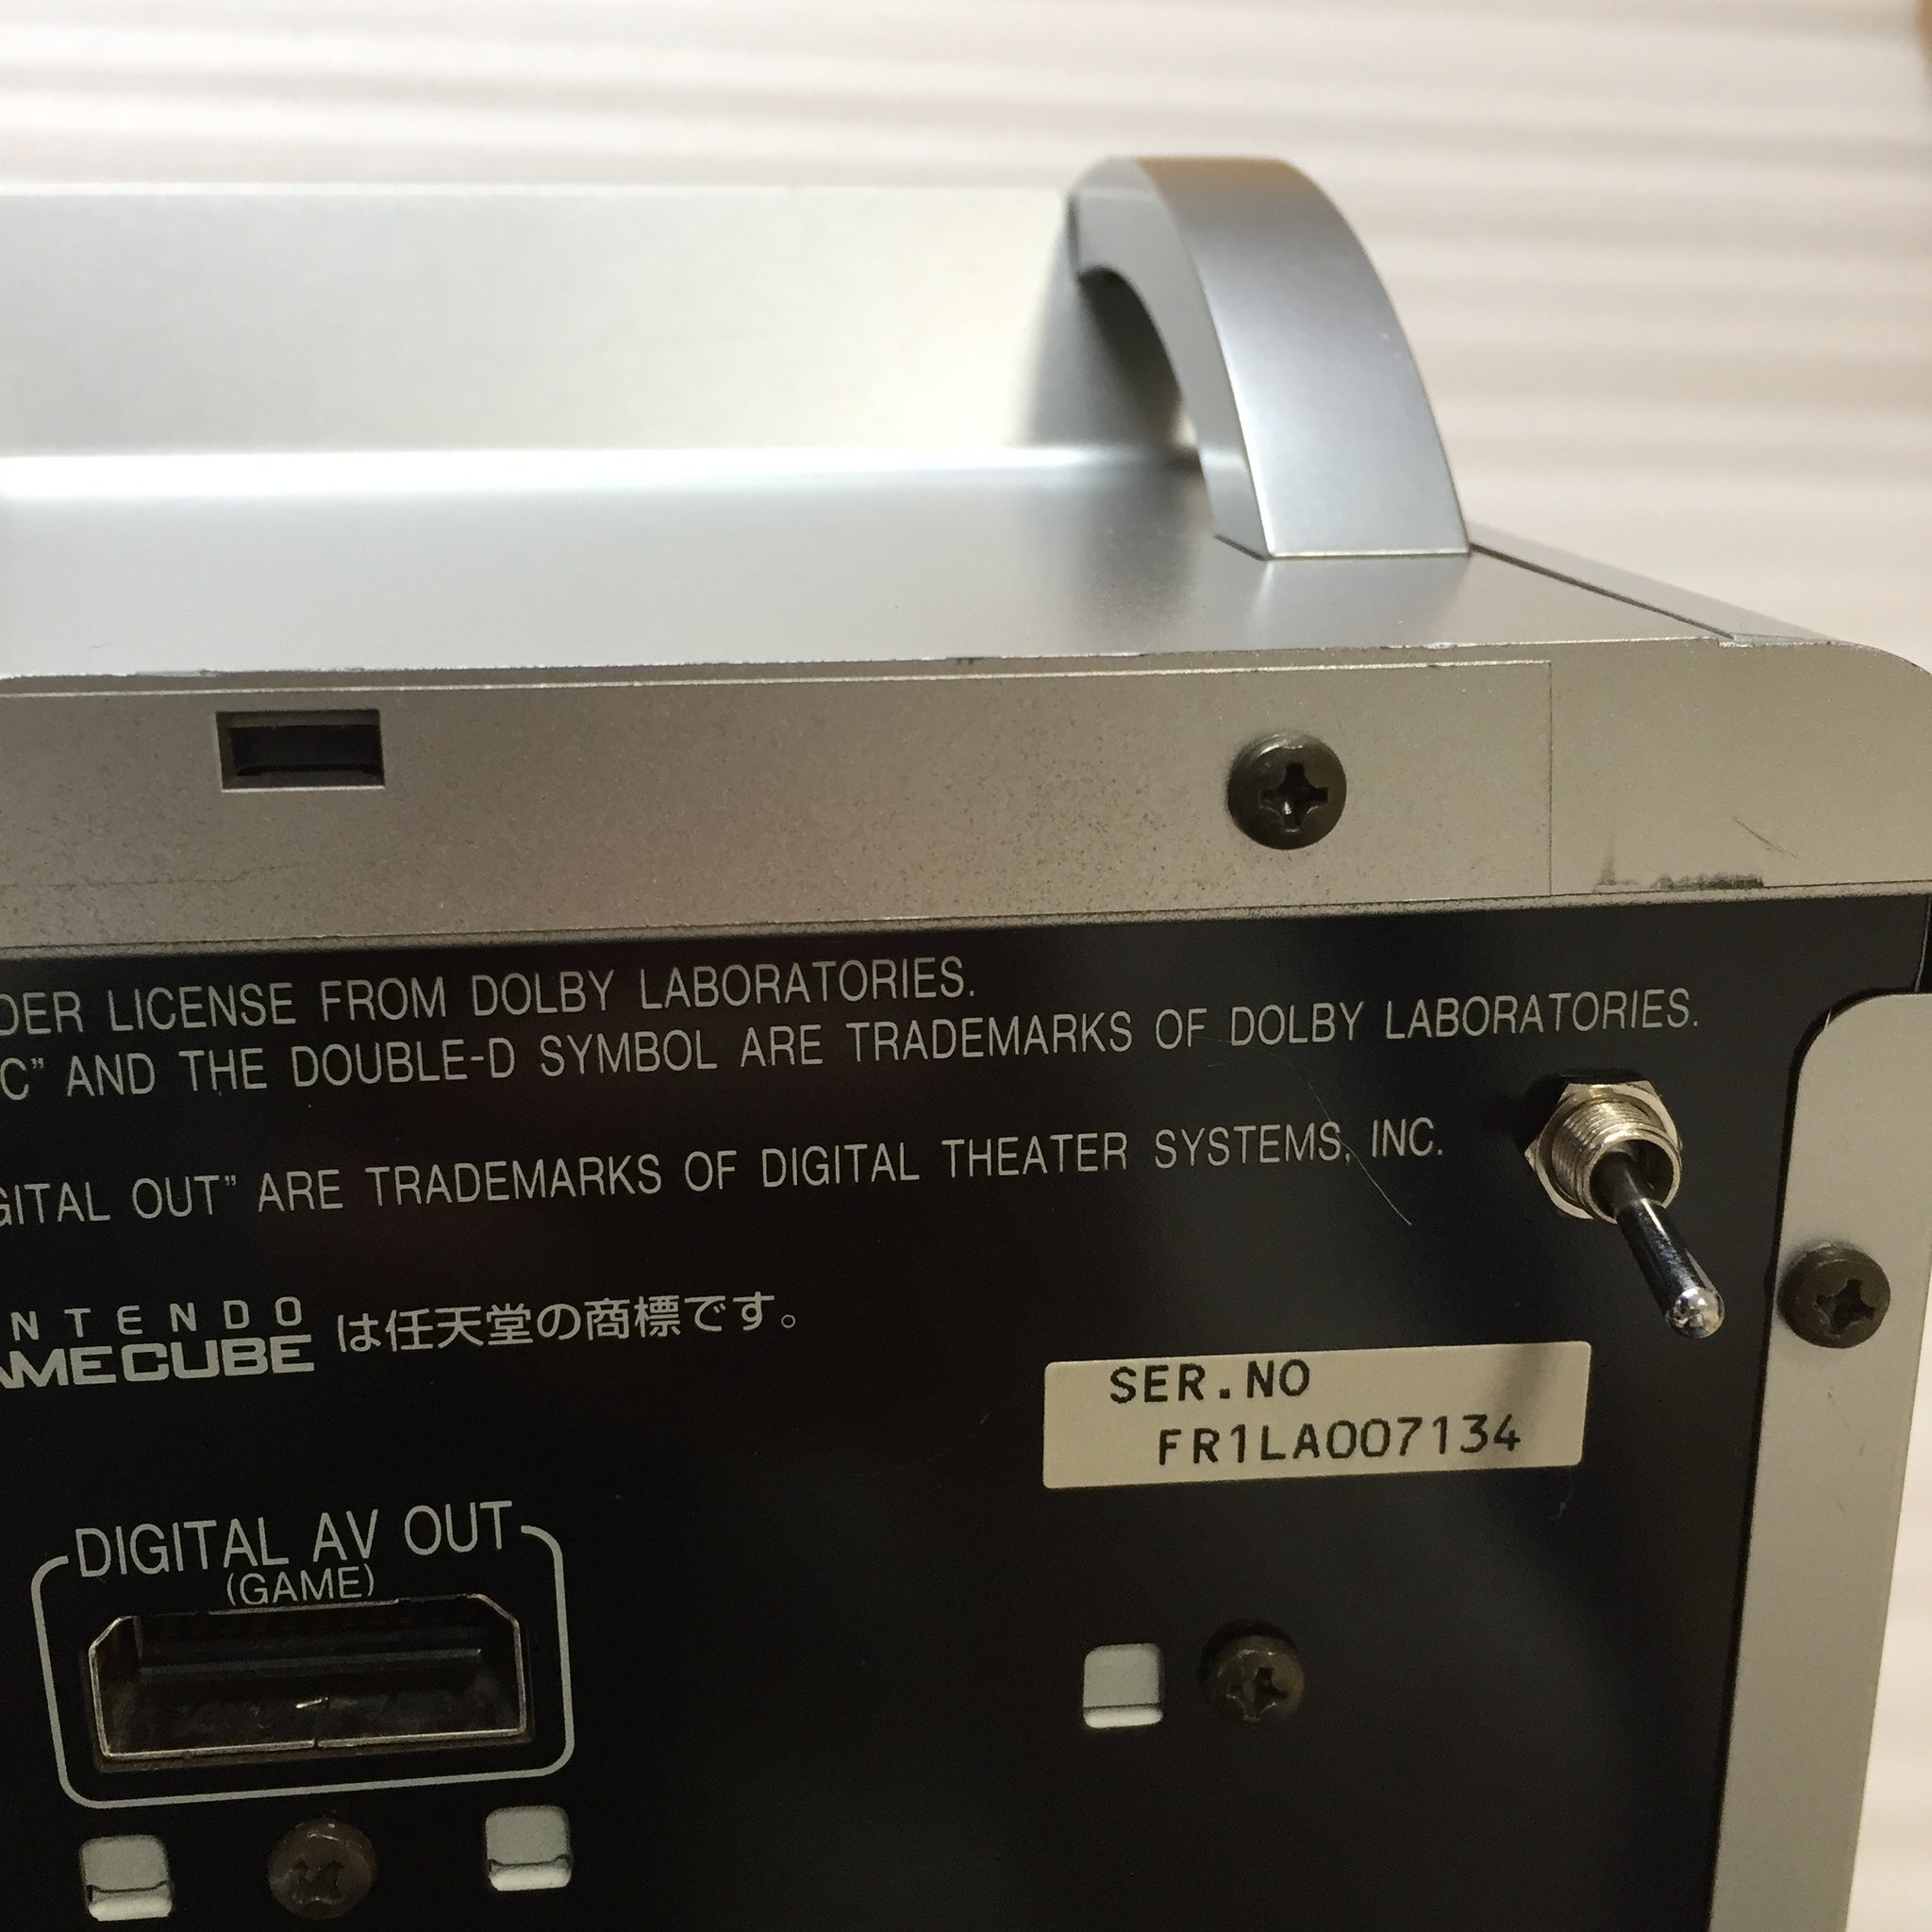 DER LICENSE FROM DOLBY LABORATORIES.
C” AND THE DOUBLE-D SYMBOL ARE TRADEMARKS OF DOLBY LABORATORIES.
GITAL OUT” ARE TRADEMARKS OF DIGITAL THEATER SYSTEMS, INC.
NTENDO
AMECUBE は任天堂の商標です。
SER.NO
FR1LA007134
DIGITAL AV OUT
(GAME)